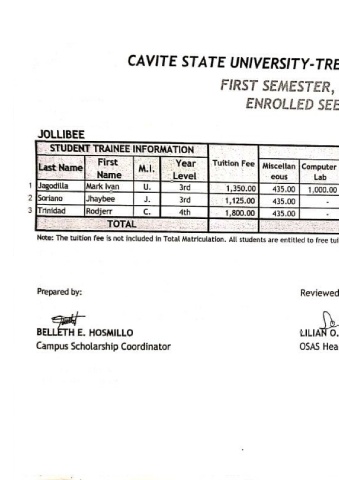 CAVITE STATE UNIVERSITY-TRE
FIRST SEMESTER,
ENROLLED SEE
JOLLIBEE
STUDENT TRAINEE INFORMATION
Last Name First Name M.I. Year Level Tuition Fee Miscellan eous Computer Lab
1 Jagodilla Mark Ivan U. 3rd 1,350.00 435.00 1,000.00
2 Soriano Jhaybee J. 3rd 1,125.00 435.00 -
3 Trinidad Rodjerr C. 4th 1,800.00 435.00 -
TOTAL
Note: The tuition fee is not included in Total Matriculation. All students are entitled to free tui
Prepared by: Reviewed
BELLETH E. HOSMILLO LILIAN O.
Campus Scholarship Coordinator OSAS Hea